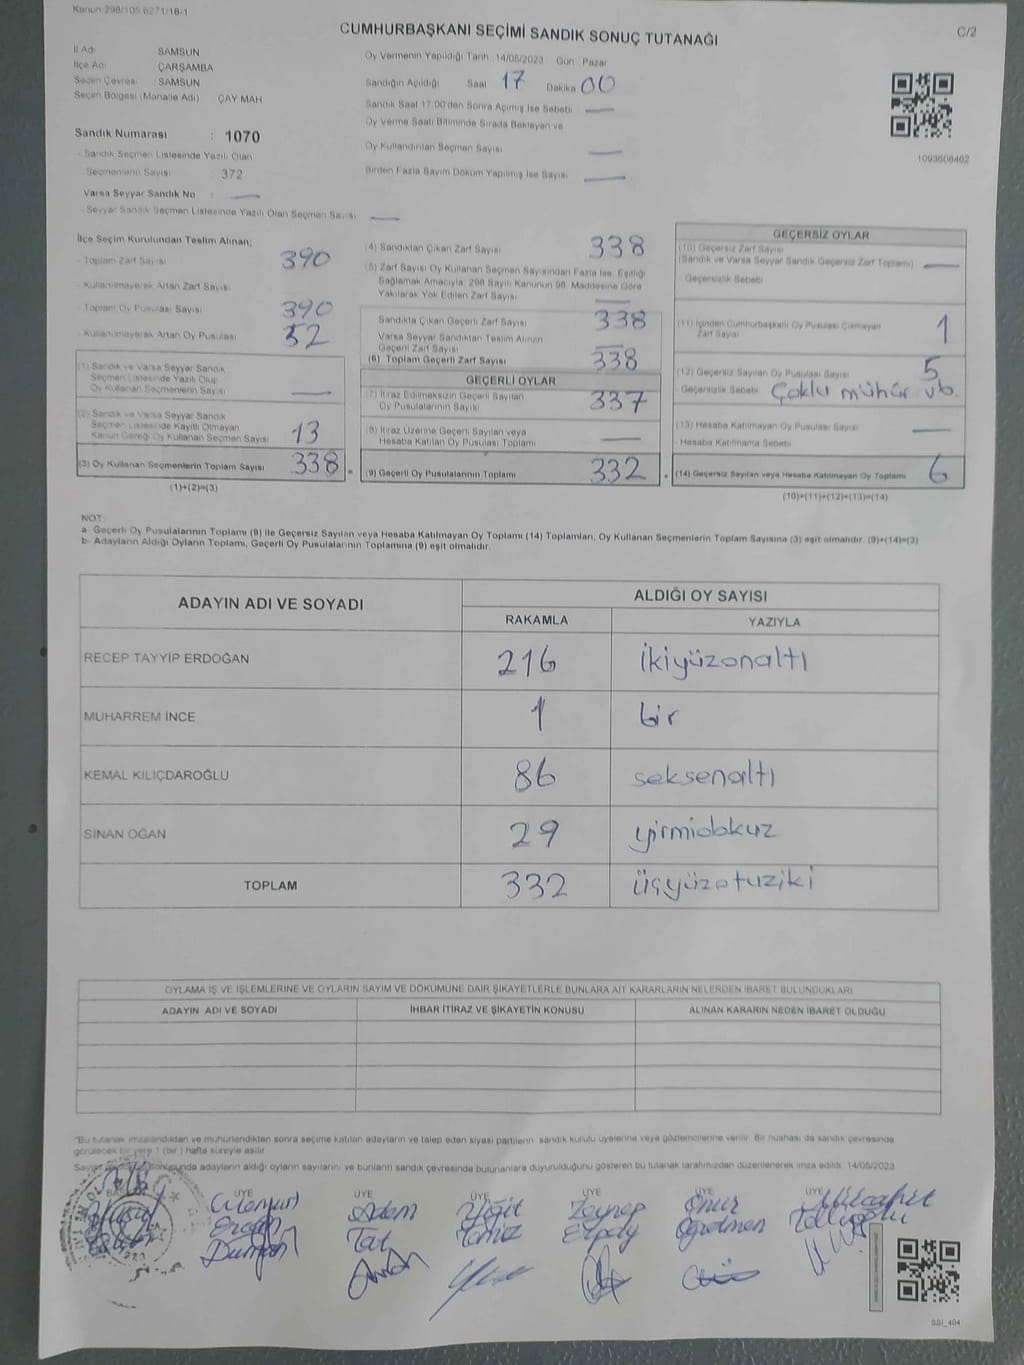 Kanun:298/105 6271/18-1
CUMHURBAŞKANI SEÇİMİ SANDIK SONUÇ TUTANAĞI
C/2
İl Adı : SAMSUN
İlçe Adı : ÇARŞAMBA
Seçim Çevresi : SAMSUN
Seçim Bölgesi (Mahalle Adı) ÇAY MAH
Sandık Numarası : 1070
- Sandık Seçmen Listesinde Yazılı Olan
Seçmenlerin Sayısı : 372
Varsa Seyyar Sandık No : —
- Seyyar Sandık Seçmen Listesinde Yazılı Olan Seçmen Sayısı : —
Oy Vermenin Yapıldığı Tarih 14/05/2023 Gün Pazar
Sandığın Açıldığı Saat 17 Dakika 00
Sandık Saat 17:00'den Sonra Açılmış İse Sebebi —
Oy Verme Saati Bitiminde Sırada Bekleyen ve
Oy Kullandırılan Seçmen Sayısı —
Birden Fazla Sayım Döküm Yapılmış İse Sayısı —
1093606462
İlçe Seçim Kurulundan Teslim Alınan;
- Toplam Zarf Sayısı 390
- Kullanılmayarak Artan Zarf Sayısı
- Toplam Oy Pusulası Sayısı 390
- Kullanılmayarak Artan Oy Pusulası 52
(1) Sandık ve Varsa Seyyar Sandık
Seçmen Listesinde Yazılı Olup
Oy Kullanan Seçmenlerin Sayısı —
(2) Sandık ve Varsa Seyyar Sandık
Seçmen Listesinde Kayıtlı Olmayan
Kanun Gereği Oy Kullanan Seçmen Sayısı 13
(3) Oy Kullanan Seçmenlerin Toplam Sayısı 338 =
(1)+(2)=(3)
(4) Sandıktan Çıkan Zarf Sayısı 338
(5) Zarf Sayısı Oy Kullanan Seçmen Sayısından Fazla İse, Eşitliği
Sağlamak Amacıyla, 298 Sayılı Kanunun 98. Maddesine Göre
Yakılarak Yok Edilen Zarf Sayısı —
Sandıkta Çıkan Geçerli Zarf Sayısı 338
Varsa Seyyar Sandıktan Teslim Alınan
Geçerli Zarf Sayısı —
(6) Toplam Geçerli Zarf Sayısı 338
GEÇERLİ OYLAR
(7) İtiraz Edilmeksizin Geçerli Sayılan
Oy Pusulalarının Sayısı 337
(8) İtiraz Üzerine Geçerli Sayılan veya
Hesaba Katılan Oy Pusulası Toplamı —
(9) Geçerli Oy Pusulalarının Toplamı 332 +
GEÇERSİZ OYLAR
(10) Geçersiz Zarf Sayısı
(Sandık ve Varsa Seyyar Sandık Geçersiz Zarf Toplamı) —
- Geçersizlik Sebebi
(11) İçinden Cumhurbaşkanı Oy Pusulası Çıkmayan
Zarf Sayısı 1
(12) Geçersiz Sayılan Oy Pusulası Sayısı 5
Geçersizlik Sebebi Çoklu mühür vb.
(13) Hesaba Katılmayan Oy Pusulası Sayısı —
- Hesaba Katılmama Sebebi
(14) Geçersiz Sayılan veya Hesaba Katılmayan Oy Toplamı 6
(10)+(11)+(12)+(13)=(14)
NOT:
a- Geçerli Oy Pusulalarının Toplamı (9) ile Geçersiz Sayılan veya Hesaba Katılmayan Oy Toplamı (14) Toplamları, Oy Kullanan Seçmenlerin Toplam Sayısına (3) eşit olmalıdır. (9)+(14)=(3)
b- Adayların Aldığı Oyların Toplamı, Geçerli Oy Pusulalarının Toplamına (9) eşit olmalıdır.
ADAYIN ADI VE SOYADI
ALDIĞI OY SAYISI
RAKAMLA YAZIYLA
RECEP TAYYİP ERDOĞAN 216 ikiyüzonaltı
MUHARREM İNCE 1 bir
KEMAL KILIÇDAROĞLU 86 seksenaltı
SİNAN OĞAN 29 yirmidokuz
TOPLAM 332 üçyüzotuziki
OYLAMA İŞ VE İŞLEMLERİNE VE OYLARIN SAYIM VE DÖKÜMÜNE DAİR ŞİKAYETLERLE BUNLARA AİT KARARLARIN NELERDEN İBARET BULUNDUKLARI
ADAYIN ADI VE SOYADI İHBAR İTİRAZ VE ŞİKAYETİN KONUSU ALINAN KARARIN NEDEN İBARET OLDUĞU
"Bu tutanak imzalandıktan ve mühürlendikten sonra seçime katılan adayların ve talep eden siyasi partilerin sandık kurulu üyelerine veya gözlemcilerine verilir. Bir nüshası da sandık çevresinde
görülecek bir yere 1 (bir) hafta süreyle asılır.
sonunda adayların aldığı oyların sayılarını ve bunların sandık çevresinde bulunanlara duyurulduğunu gösteren bu tutanak tarafımızdan düzenlenerek imza edildi. 14/05/2023
ÜYE ÜYE ÜYE ÜYE ÜYE ÜYE
Adem Yiğit Zeynep Onur
Ercan Tat Temiz Öğretmen
Duman
SSİ_404